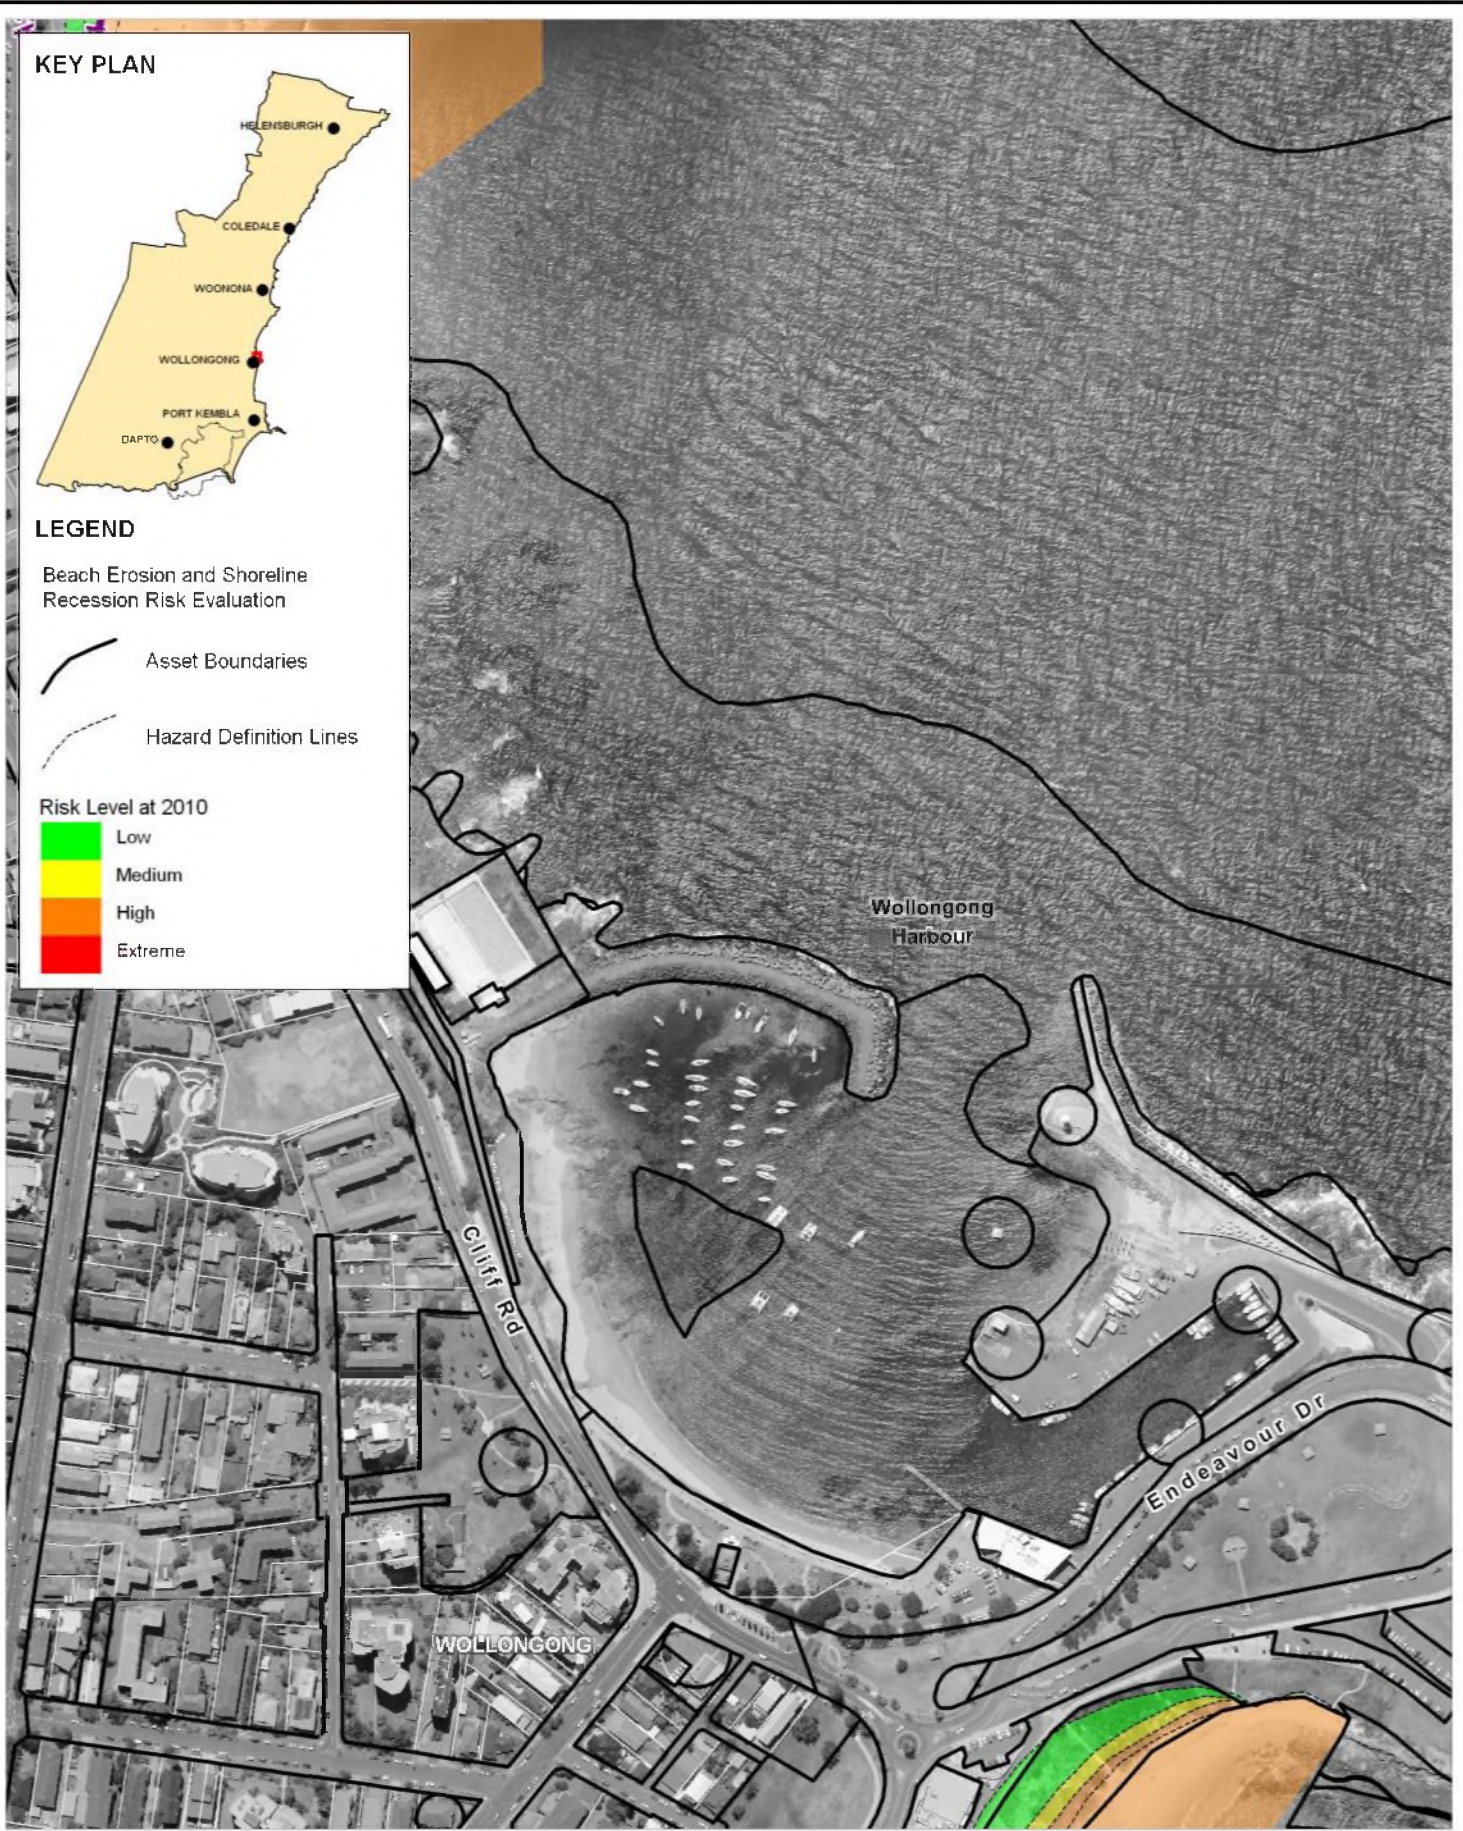 KEY PLAN
HELENSBURGH
COLEDALE
WOONONA
WOLLONGONG
PORT KEMBLA
DAPTO
LEGEND
Beach Erosion and Shoreline
Recession Risk Evaluation
Asset Boundaries
Hazard Definition Lines
Risk Level at 2010
Low
Medium
High
Extreme
Wollongong
Harbour
Cliff Rd
Endeavour Dr
WOLLONGONG